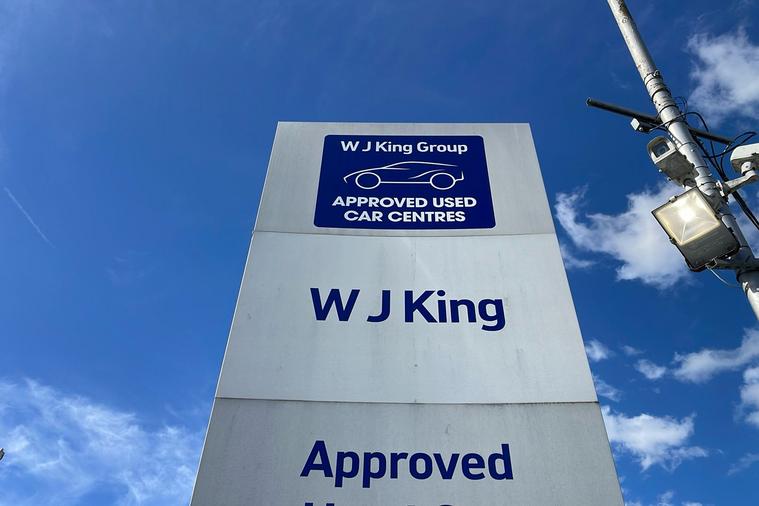 W J King Group
APPROVED USED
CAR CENTRES
W J King
Approved